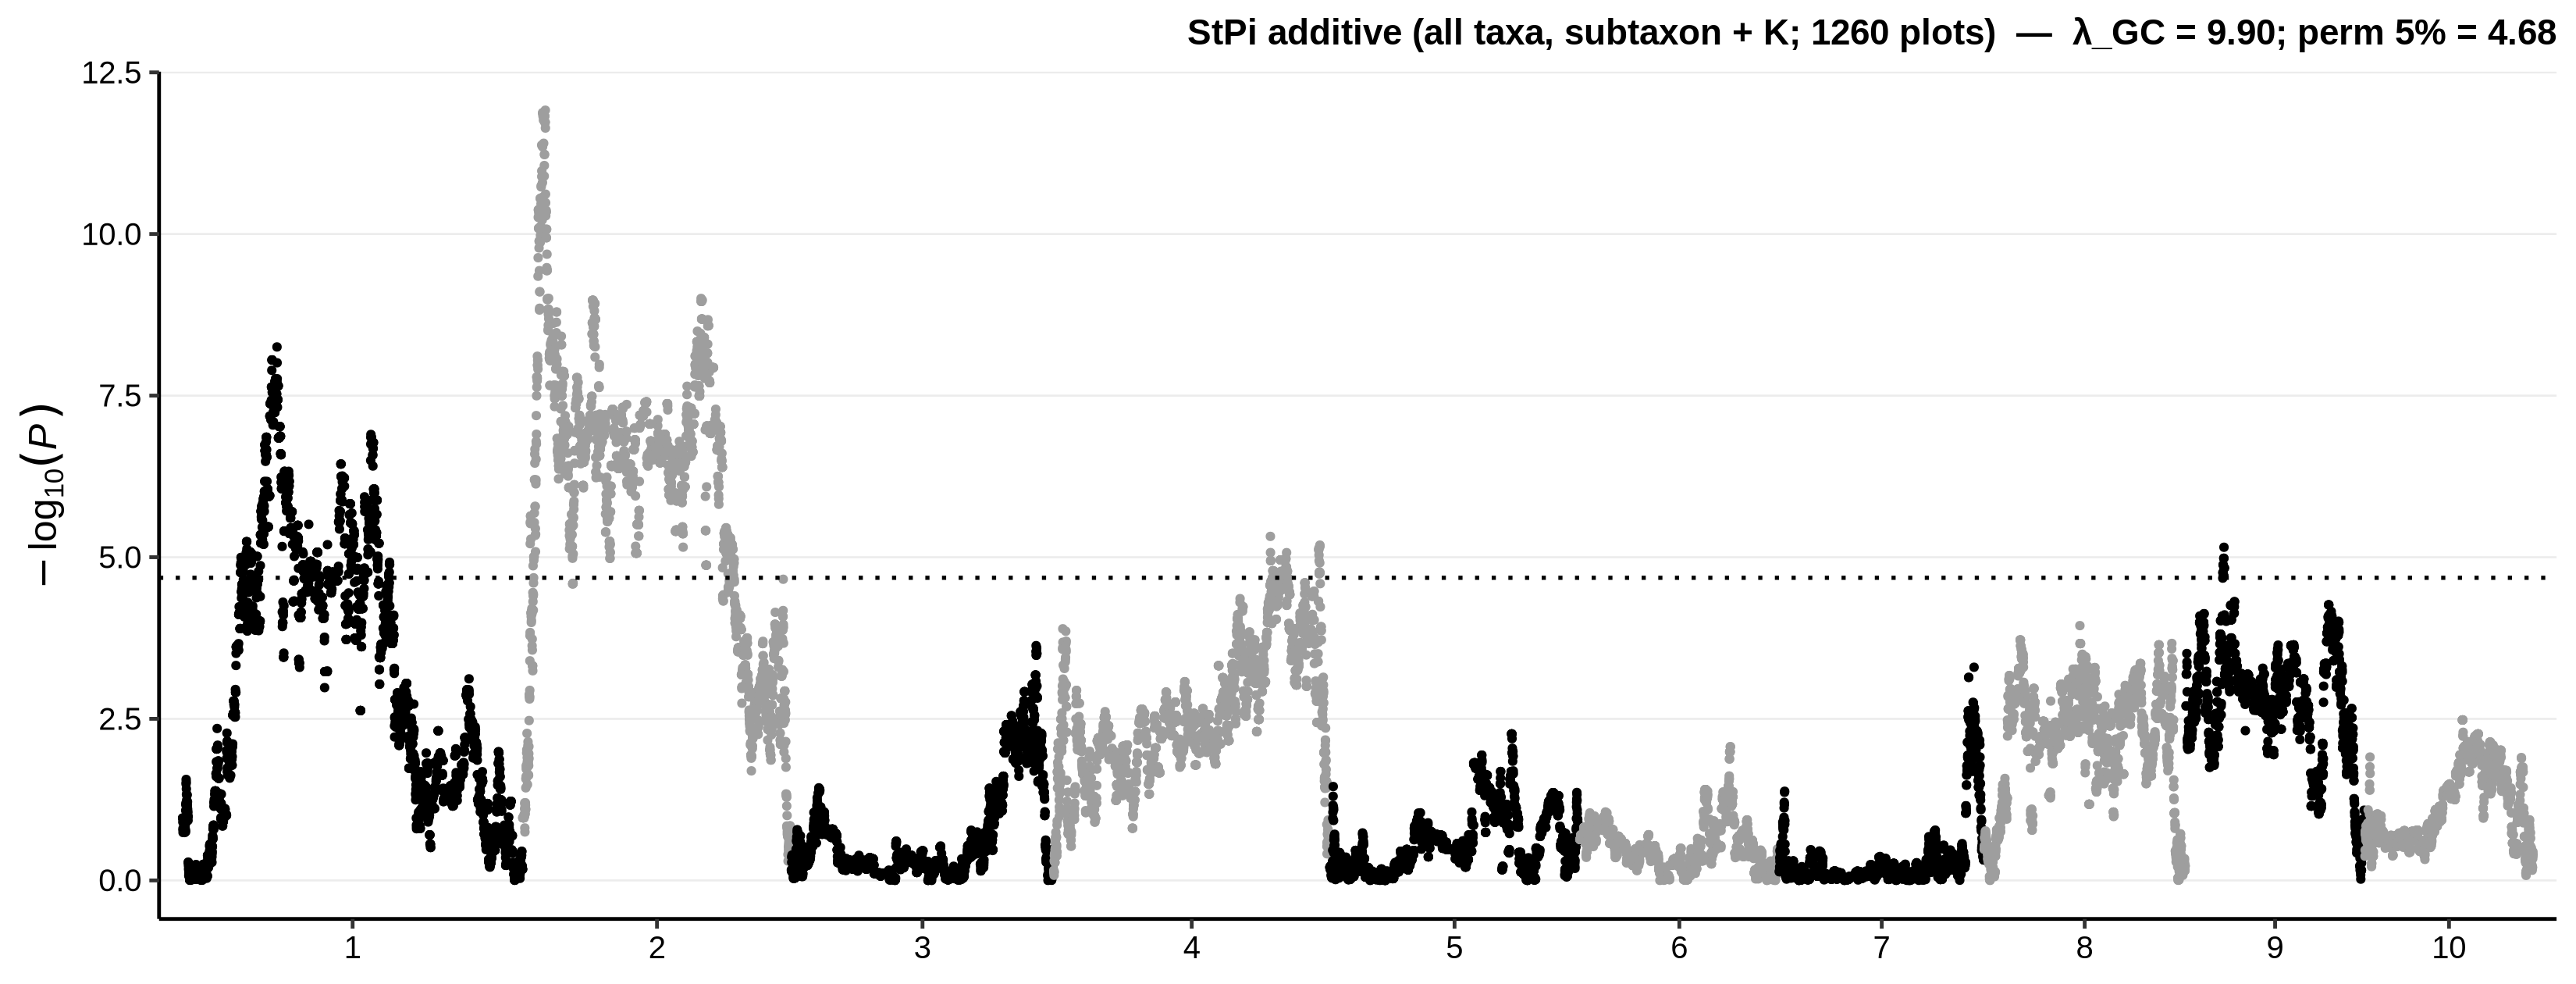 StPi additive (all taxa, subtaxon + K; 1260 plots) — λ_GC = 9.90; perm 5% = 4.68
12.5
10.0
7.5
5.0
2.5
0.0
− log10(P)
1 2 3 4 5 6 7 8 9 10